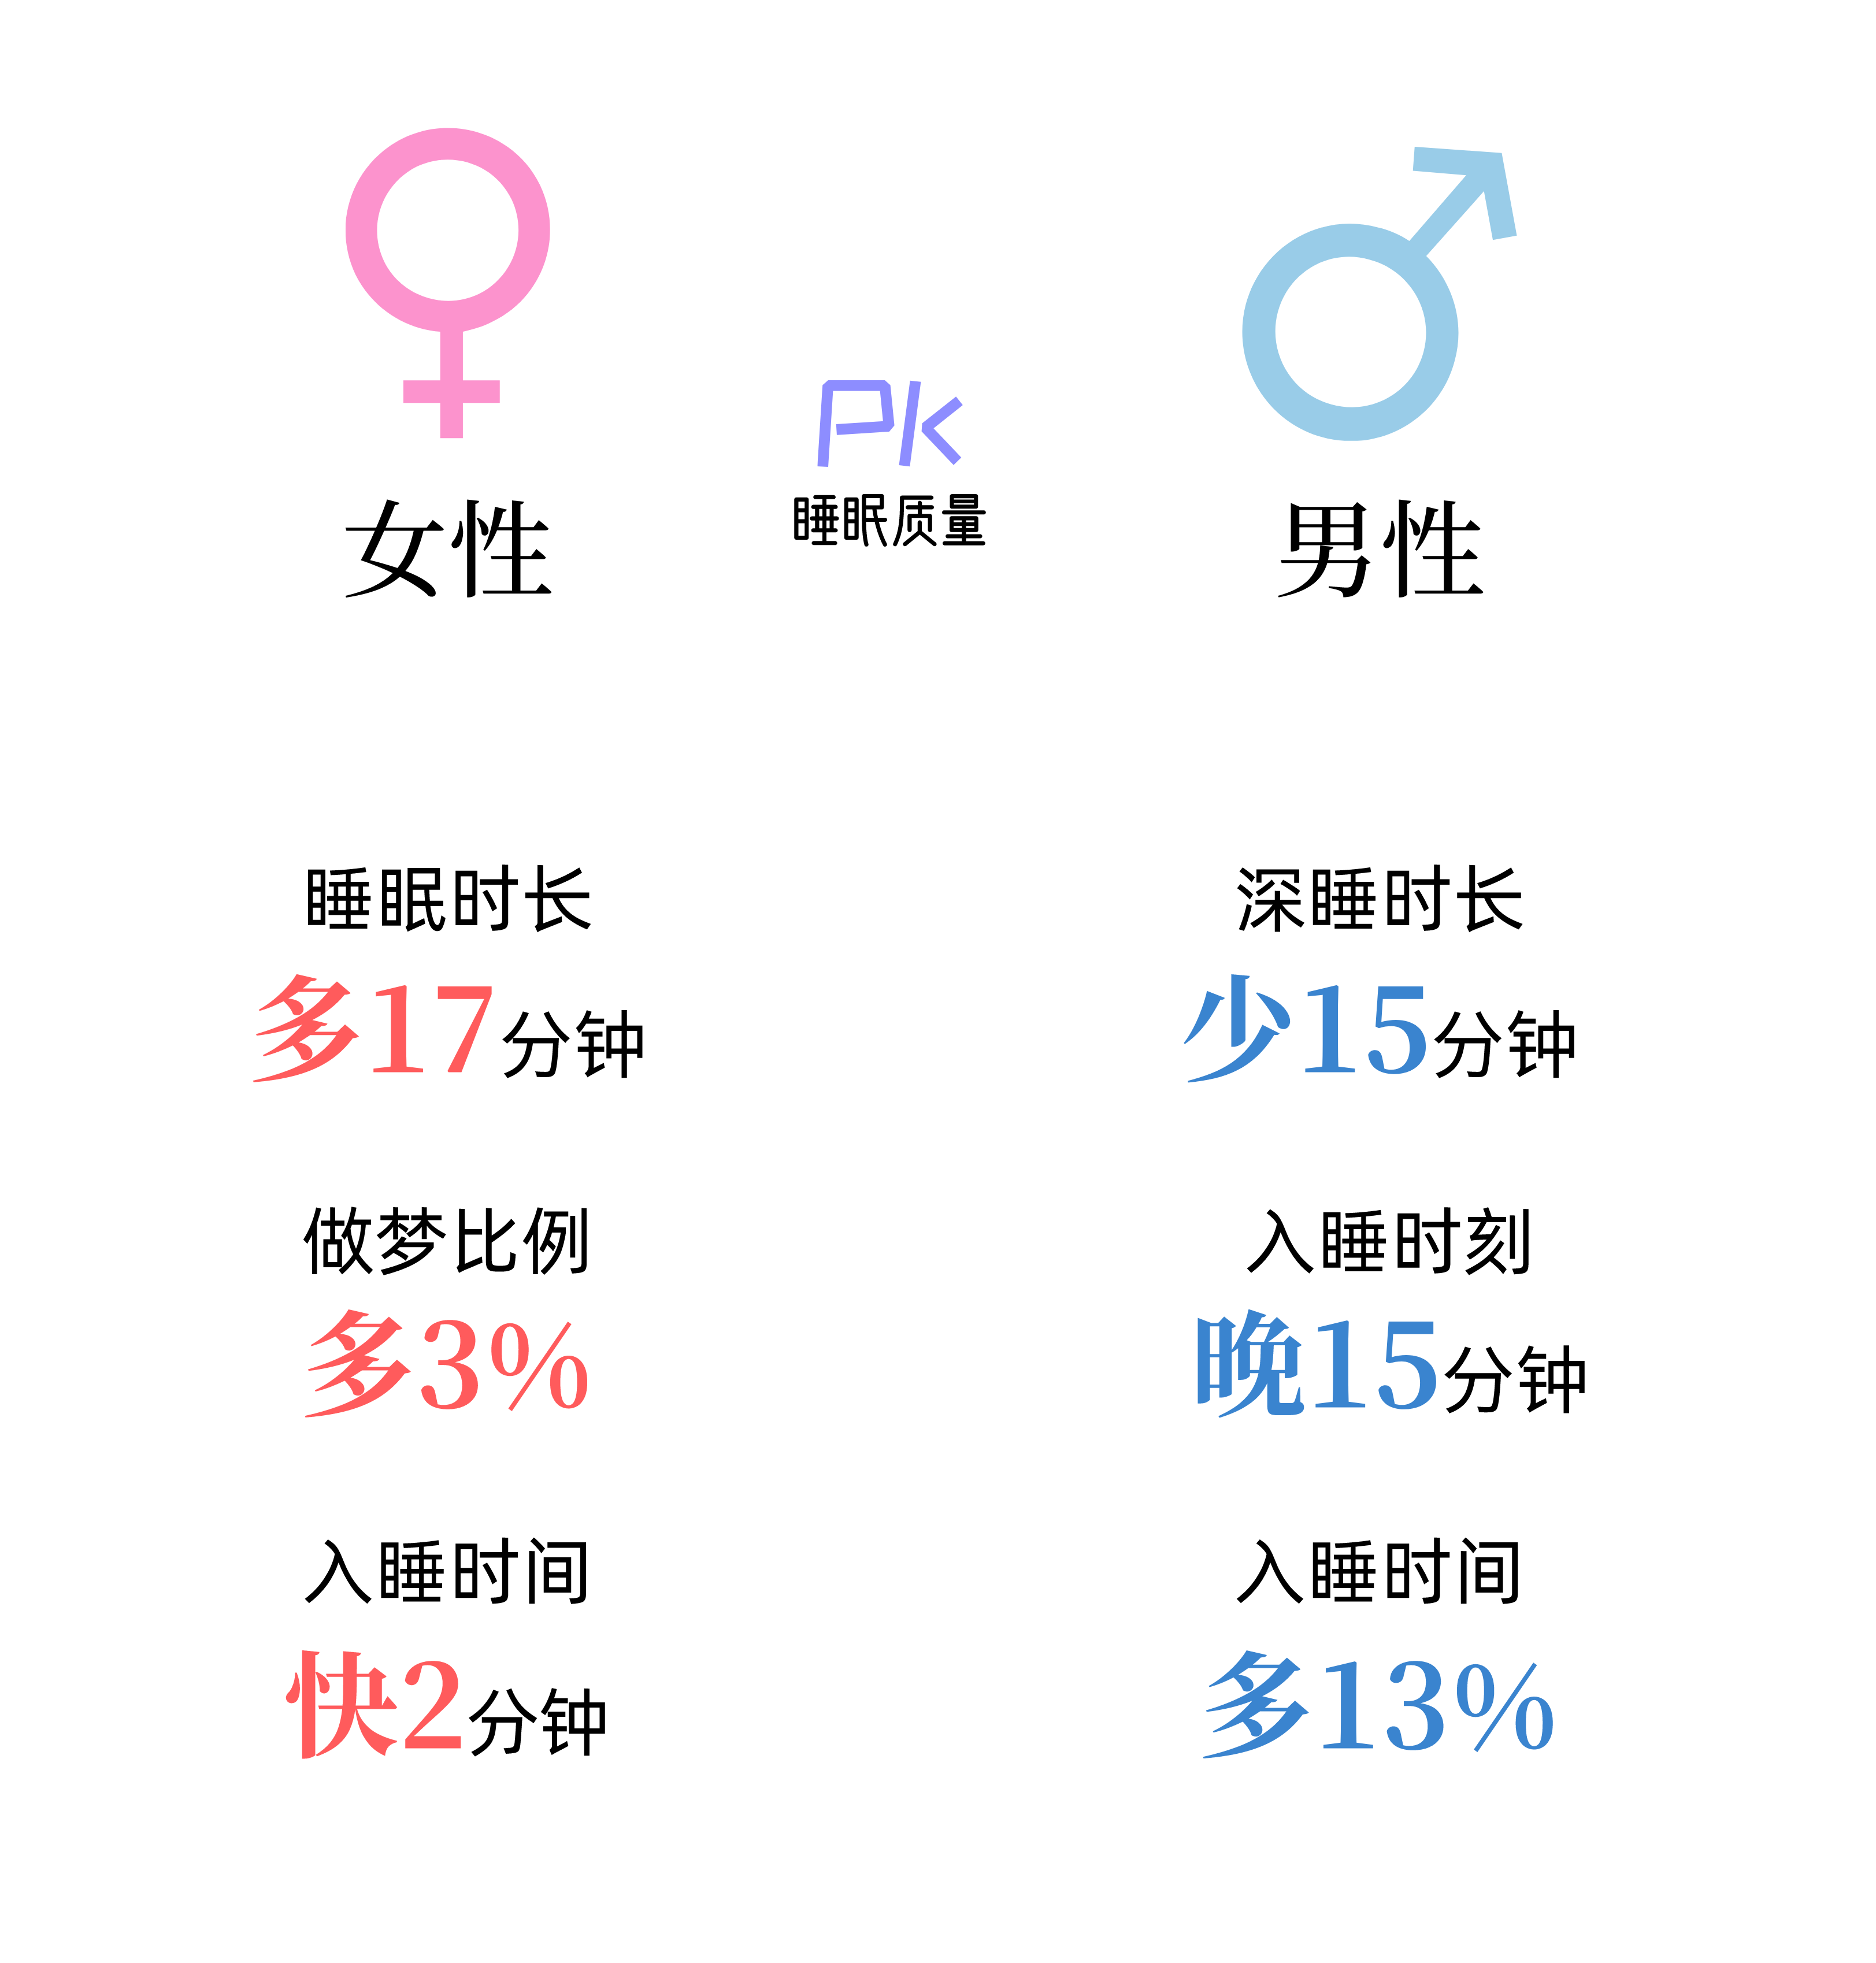 Pk
睡眠质量
女性
男性
睡眠时长
多17分钟
深睡时长
少15分钟
做梦比例
多3%
入睡时刻
晚15分钟
入睡时间
快2分钟
入睡时间
多13%